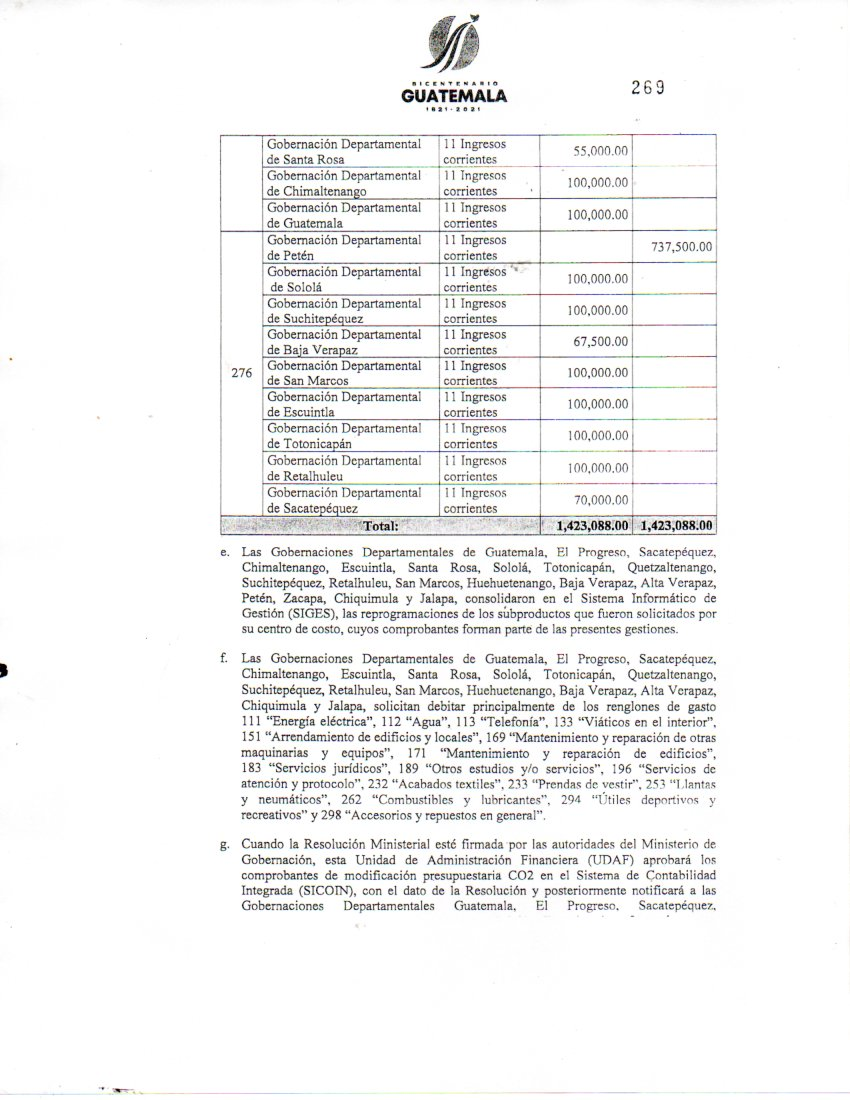 BICENTENARIO
GUATEMALA
1821-2021
269
Gobernación Departamental de Santa Rosa 11 Ingresos corrientes 55,000.00
Gobernación Departamental de Chimaltenango 11 Ingresos corrientes 100,000.00
Gobernación Departamental de Guatemala 11 Ingresos corrientes 100,000.00
276
Gobernación Departamental de Petén 11 Ingresos corrientes 737,500.00
Gobernación Departamental de Sololá 11 Ingresos corrientes 100,000.00
Gobernación Departamental de Suchitepéquez 11 Ingresos corrientes 100,000.00
Gobernación Departamental de Baja Verapaz 11 Ingresos corrientes 67,500.00
Gobernación Departamental de San Marcos 11 Ingresos corrientes 100,000.00
Gobernación Departamental de Escuintla 11 Ingresos corrientes 100,000.00
Gobernación Departamental de Totonicapán 11 Ingresos corrientes 100,000.00
Gobernación Departamental de Retalhuleu 11 Ingresos corrientes 100,000.00
Gobernación Departamental de Sacatepéquez 11 Ingresos corrientes 70,000.00
Total: 1,423,088.00 1,423,088.00
e. Las Gobernaciones Departamentales de Guatemala, El Progreso, Sacatepéquez,
Chimaltenango, Escuintla, Santa Rosa, Sololá, Totonicapán, Quetzaltenango,
Suchitepéquez, Retalhuleu, San Marcos, Huehuetenango, Baja Verapaz, Alta Verapaz,
Petén, Zacapa, Chiquimula y Jalapa, consolidaron en el Sistema Informático de
Gestión (SIGES), las reprogramaciones de los subproductos que fueron solicitados por
su centro de costo, cuyos comprobantes forman parte de las presentes gestiones.
f. Las Gobernaciones Departamentales de Guatemala, El Progreso, Sacatepéquez,
Chimaltenango, Escuintla, Santa Rosa, Sololá, Totonicapán, Quetzaltenango,
Suchitepéquez, Retalhuleu, San Marcos, Huehuetenango, Baja Verapaz, Alta Verapaz,
Chiquimula y Jalapa, solicitan debitar principalmente de los renglones de gasto
111 “Energía eléctrica”, 112 “Agua”, 113 “Telefonía”, 133 “Viáticos en el interior”,
151 “Arrendamiento de edificios y locales”, 169 “Mantenimiento y reparación de otras
maquinarias y equipos”, 171 “Mantenimiento y reparación de edificios”,
183 “Servicios jurídicos”, 189 “Otros estudios y/o servicios”, 196 “Servicios de
atención y protocolo”, 232 “Acabados textiles”, 233 “Prendas de vestir”, 253 “Llantas
y neumáticos”, 262 “Combustibles y lubricantes”, 294 “Útiles deportivos y
recreativos” y 298 “Accesorios y repuestos en general”.
g. Cuando la Resolución Ministerial esté firmada por las autoridades del Ministerio de
Gobernación, esta Unidad de Administración Financiera (UDAF) aprobará los
comprobantes de modificación presupuestaria CO2 en el Sistema de Contabilidad
Integrada (SICOIN), con el dato de la Resolución y posteriormente notificará a las
Gobernaciones Departamentales Guatemala, El Progreso, Sacatepéquez,